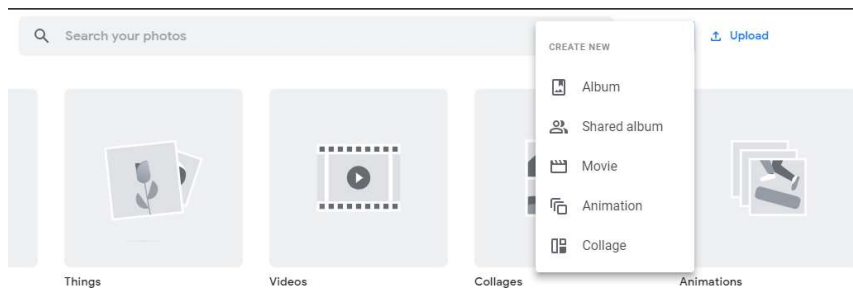 Search your photos
CREATE NEW
Upload
Album
Shared album
Movie
Animation
Collage
Things
Videos
Collages
Animations